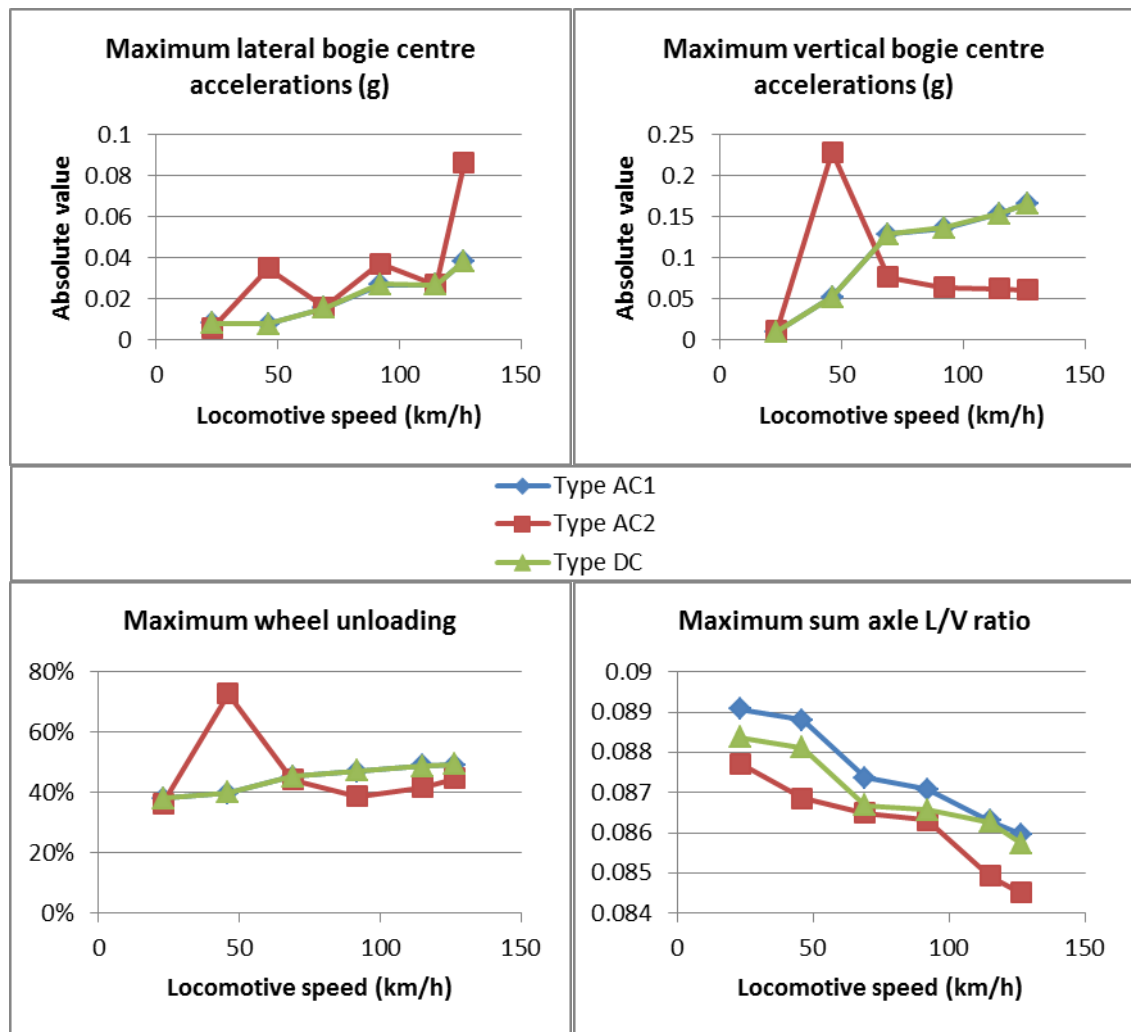 Maximum lateral bogie centre
accelerations (g)
0.1
0.08
0.06
0.04
0.02
0
Absolute value
0 50 100 150
Locomotive speed (km/h)
Maximum vertical bogie centre
accelerations (g)
0.25
0.2
0.15
0.1
0.05
0
Absolute value
0 50 100 150
Locomotive speed (km/h)
Type AC1
Type AC2
Type DC
Maximum wheel unloading
80%
60%
40%
20%
0%
0 50 100 150
Locomotive speed (km/h)
Maximum sum axle L/V ratio
0.09
0.089
0.088
0.087
0.086
0.085
0.084
0 50 100 150
Locomotive speed (km/h)